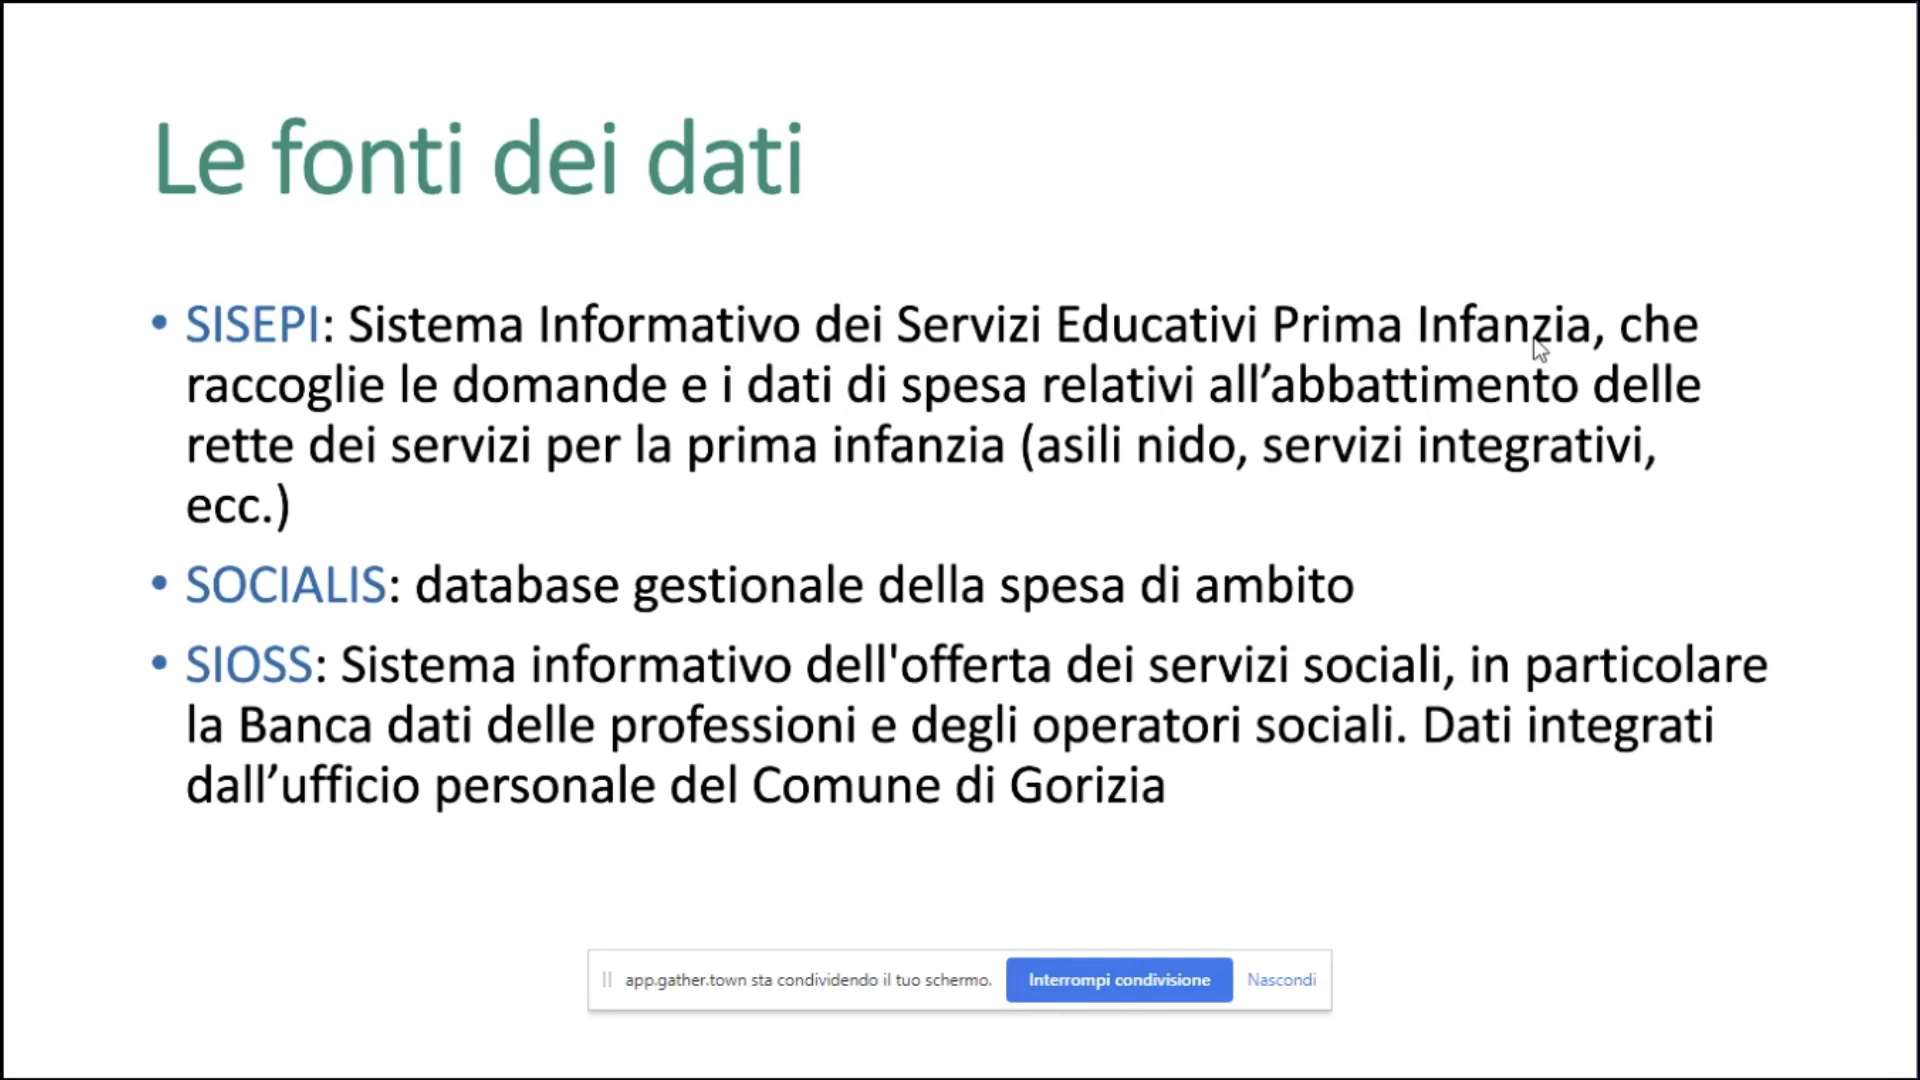 Le fonti dei dati
• SISEPI: Sistema Informativo dei Servizi Educativi Prima Infanzia, che
raccoglie le domande e i dati di spesa relativi all’abbattimento delle
rette dei servizi per la prima infanzia (asili nido, servizi integrativi,
ecc.)
• SOCIALIS: database gestionale della spesa di ambito
• SIOSS: Sistema informativo dell'offerta dei servizi sociali, in particolare
la Banca dati delle professioni e degli operatori sociali. Dati integrati
dall’ufficio personale del Comune di Gorizia
app.gather.town sta condividendo il tuo schermo. Interrompi condivisione Nascondi